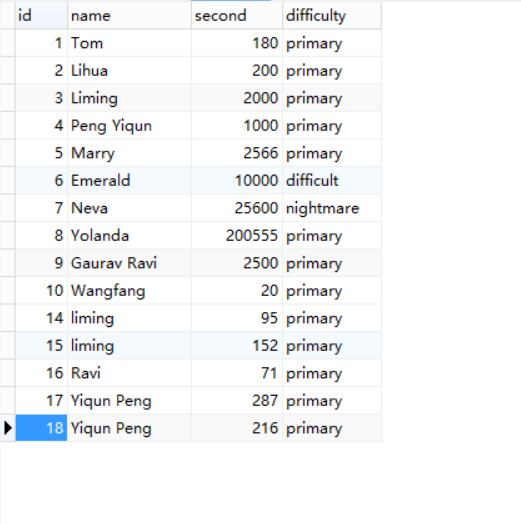 id name second difficulty
1 Tom 180 primary
2 Lihua 200 primary
3 Liming 2000 primary
4 Peng Yiqun 1000 primary
5 Marry 2566 primary
6 Emerald 10000 difficult
7 Neva 25600 nightmare
8 Yolanda 200555 primary
9 Gaurav Ravi 2500 primary
10 Wangfang 20 primary
14 liming 95 primary
15 liming 152 primary
16 Ravi 71 primary
17 Yiqun Peng 287 primary
18 Yiqun Peng 216 primary